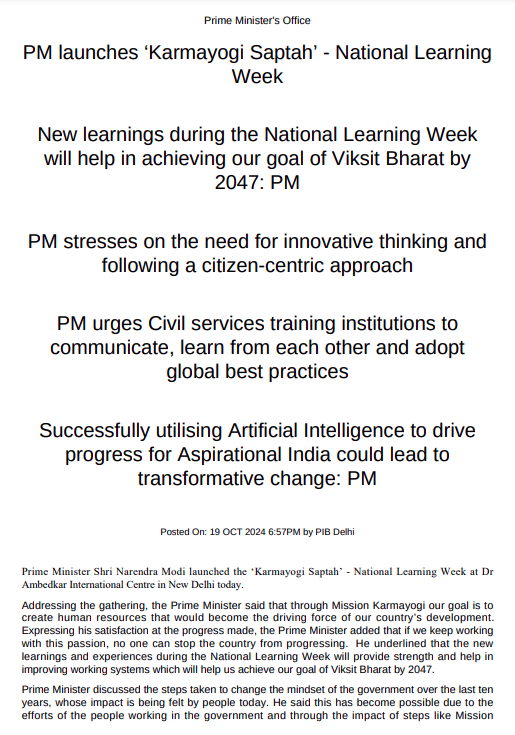 Prime Minister's Office
PM launches ‘Karmayogi Saptah’ - National Learning
Week
New learnings during the National Learning Week
will help in achieving our goal of Viksit Bharat by
2047: PM
PM stresses on the need for innovative thinking and
following a citizen-centric approach
PM urges Civil services training institutions to
communicate, learn from each other and adopt
global best practices
Successfully utilising Artificial Intelligence to drive
progress for Aspirational India could lead to
transformative change: PM
Posted On: 19 OCT 2024 6:57PM by PIB Delhi
Prime Minister Shri Narendra Modi launched the ‘Karmayogi Saptah’ - National Learning Week at Dr
Ambedkar International Centre in New Delhi today.
Addressing the gathering, the Prime Minister said that through Mission Karmayogi our goal is to
create human resources that would become the driving force of our country's development.
Expressing his satisfaction at the progress made, the Prime Minister added that if we keep working
with this passion, no one can stop the country from progressing. He underlined that the new
learnings and experiences during the National Learning Week will provide strength and help in
improving working systems which will help us achieve our goal of Viksit Bharat by 2047.
Prime Minister discussed the steps taken to change the mindset of the government over the last ten
years, whose impact is being felt by people today. He said this has become possible due to the
efforts of the people working in the government and through the impact of steps like Mission